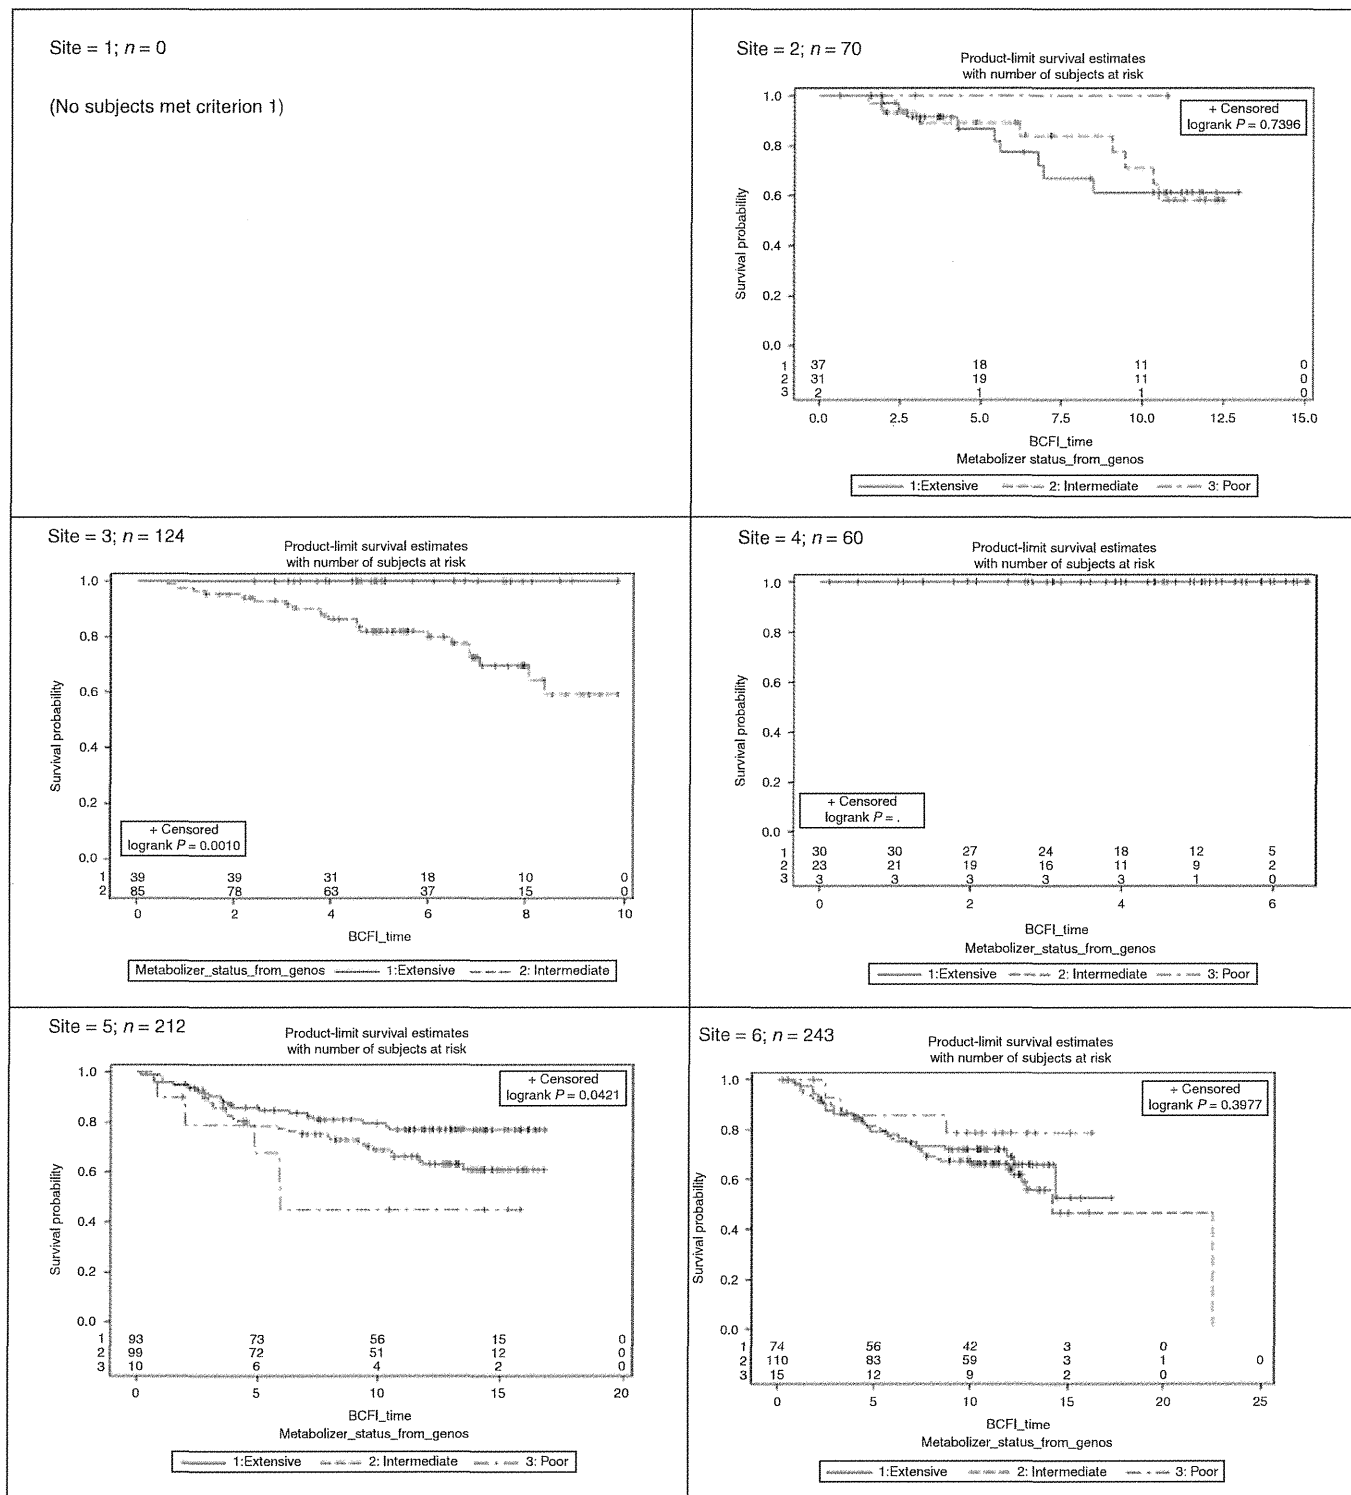 Site = 1; n = 0
(No subjects met criterion 1)
Site = 2; n = 70
Product-limit survival estimates
with number of subjects at risk
+ Censored
logrank P = 0.7396
Survival probability
1.0
0.8
0.6
0.4
0.2
0.0
1 37 18 11 0
2 31 19 11 0
3 2 1 1 0
0.0 2.5 5.0 7.5 10.0 12.5 15.0
BCFI_time
Metabolizer status_from_genos
1:Extensive 2: Intermediate 3: Poor
Site = 3; n = 124
Product-limit survival estimates
with number of subjects at risk
Survival probability
1.0
0.8
0.6
0.4
0.2
0.0
+ Censored
logrank P = 0.0010
1 39 39 31 18 10 0
2 85 78 63 37 15 0
0 2 4 6 8 10
BCFI_time
Metabolizer_status_from_genos 1:Extensive 2: Intermediate
Site = 4; n = 60
Product-limit survival estimates
with number of subjects at risk
Survival probability
1.0
0.8
0.6
0.4
0.2
0.0
+ Censored
logrank P = .
1 30 30 27 24 18 12 5
2 23 21 19 16 11 9 2
3 3 3 3 3 3 1 0
0 2 4 6
BCFI_time
Metabolizer_status_from_genos
1:Extensive 2: Intermediate 3: Poor
Site = 5; n = 212
Product-limit survival estimates
with number of subjects at risk
+ Censored
logrank P = 0.0421
Survival probability
1.0
0.8
0.6
0.4
0.2
0.0
1 93 73 56 15 0
2 99 72 51 12 0
3 10 6 4 2 0
0 5 10 15 20
BCFI_time
Metabolizer_status_from_genos
1:Extensive 2: Intermediate 3: Poor
Site = 6; n = 243
Product-limit survival estimates
with number of subjects at risk
+ Censored
logrank P = 0.3977
Survival probability
1.0
0.8
0.6
0.4
0.2
0.0
1 74 56 42 3 0
2 110 83 59 3 1 0
3 15 12 9 2 0
0 5 10 15 20 25
BCFI_time
Metabolizer_status_from_genos
1:Extensive 2: Intermediate 3: Poor